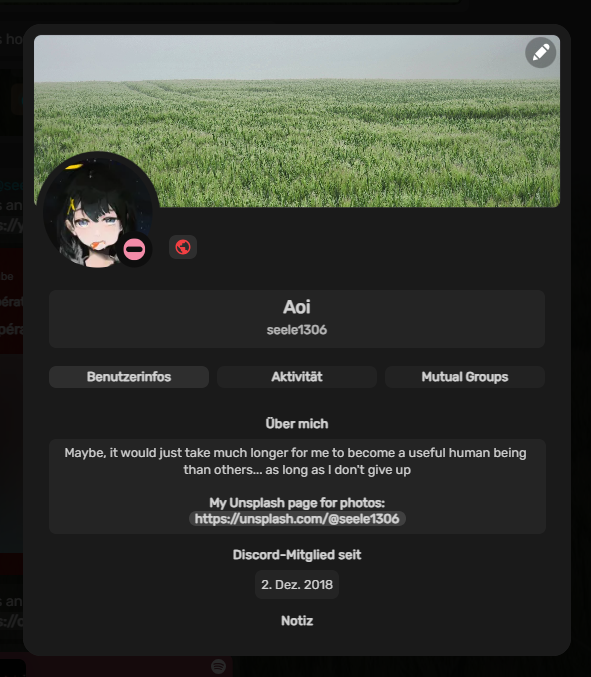 Aoi
seele1306
Benutzerinfos
Aktivität
Mutual Groups
Über mich
Maybe, it would just take much longer for me to become a useful human being
than others... as long as I don't give up
My Unsplash page for photos:
https://unsplash.com/@seele1306
Discord-Mitglied seit
2. Dez. 2018
Notiz